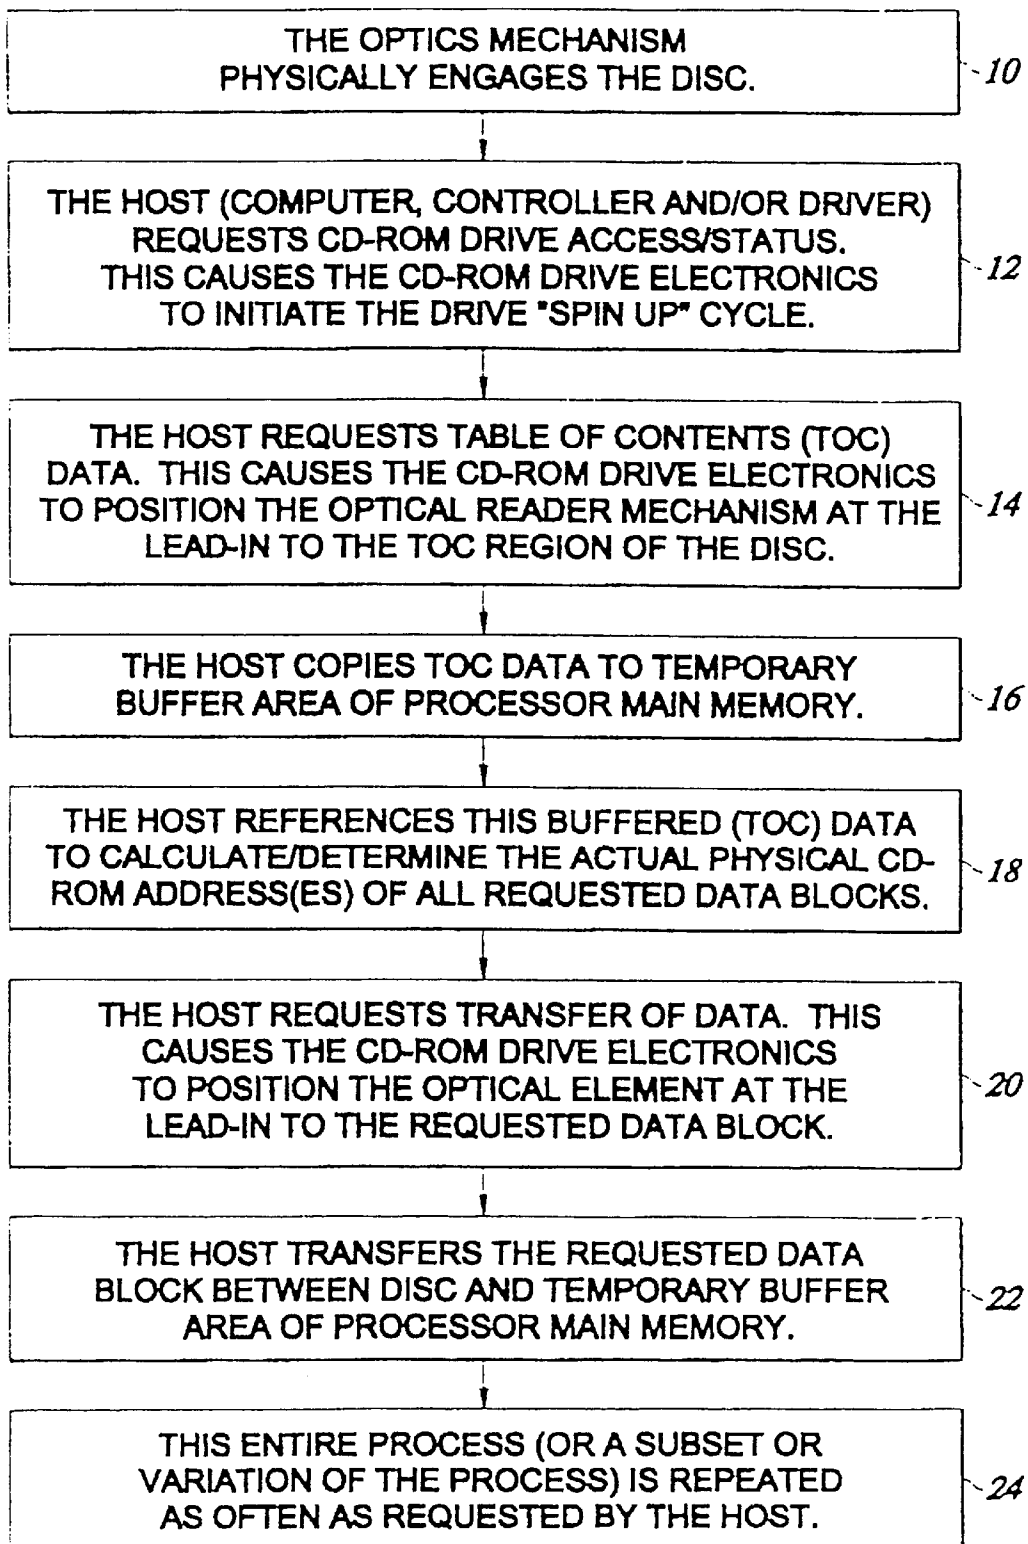 THE OPTICS MECHANISM
PHYSICALLY ENGAGES THE DISC.
10
THE HOST (COMPUTER, CONTROLLER AND/OR DRIVER)
REQUESTS CD-ROM DRIVE ACCESS/STATUS.
THIS CAUSES THE CD-ROM DRIVE ELECTRONICS
TO INITIATE THE DRIVE "SPIN UP" CYCLE.
12
THE HOST REQUESTS TABLE OF CONTENTS (TOC)
DATA. THIS CAUSES THE CD-ROM DRIVE ELECTRONICS
TO POSITION THE OPTICAL READER MECHANISM AT THE
LEAD-IN TO THE TOC REGION OF THE DISC.
14
THE HOST COPIES TOC DATA TO TEMPORARY
BUFFER AREA OF PROCESSOR MAIN MEMORY.
16
THE HOST REFERENCES THIS BUFFERED (TOC) DATA
TO CALCULATE/DETERMINE THE ACTUAL PHYSICAL CD-
ROM ADDRESS(ES) OF ALL REQUESTED DATA BLOCKS.
18
THE HOST REQUESTS TRANSFER OF DATA. THIS
CAUSES THE CD-ROM DRIVE ELECTRONICS
TO POSITION THE OPTICAL ELEMENT AT THE
LEAD-IN TO THE REQUESTED DATA BLOCK.
20
THE HOST TRANSFERS THE REQUESTED DATA
BLOCK BETWEEN DISC AND TEMPORARY BUFFER
AREA OF PROCESSOR MAIN MEMORY.
22
THIS ENTIRE PROCESS (OR A SUBSET OR
VARIATION OF THE PROCESS) IS REPEATED
AS OFTEN AS REQUESTED BY THE HOST.
24